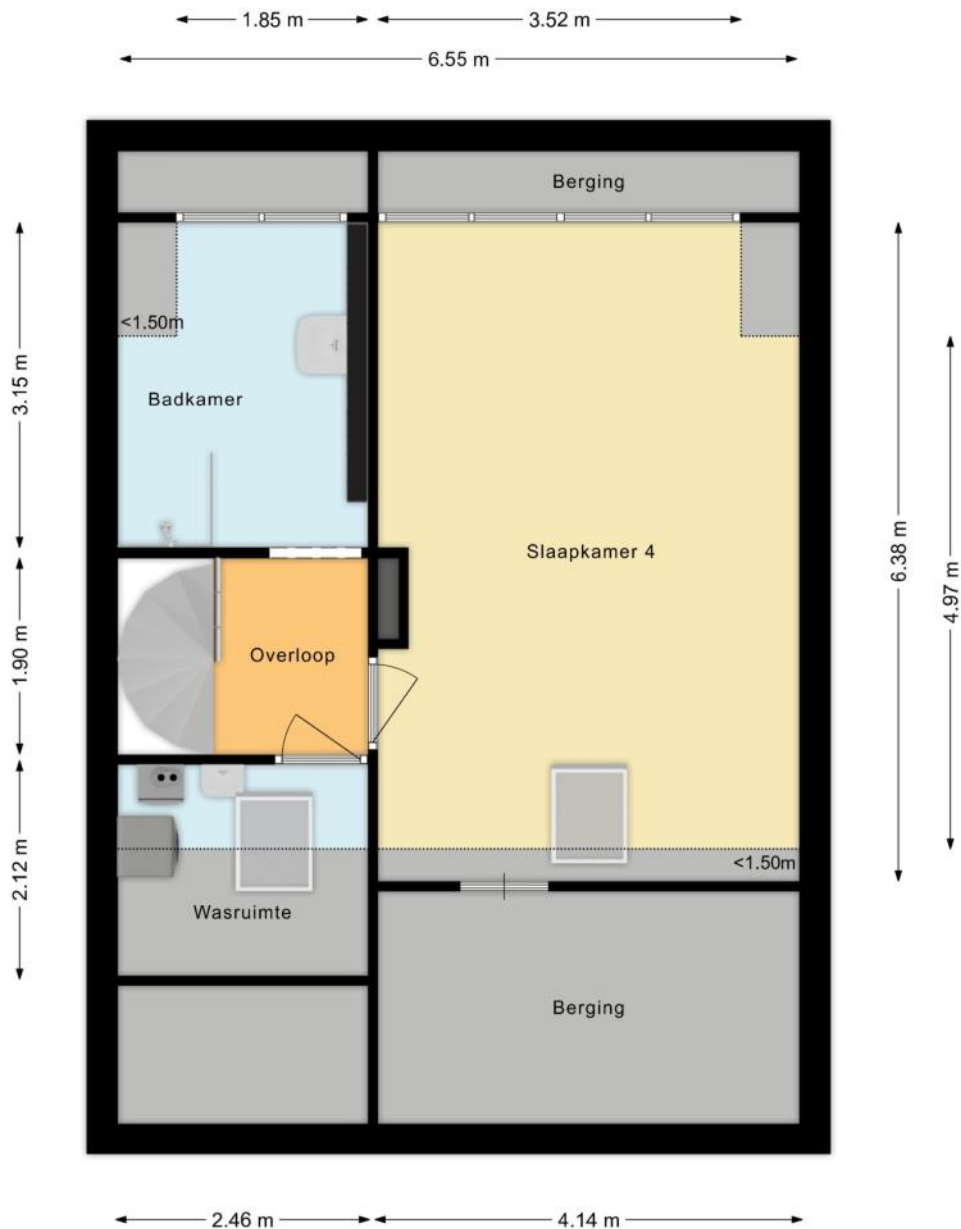 1.85 m
3.52 m
6.55 m
Berging
<1.50m
Badkamer
3.15 m
Slaapkamer 4
6.38 m
4.97 m
Overloop
1.90 m
<1.50m
2.12 m
Wasruimte
Berging
2.46 m
4.14 m